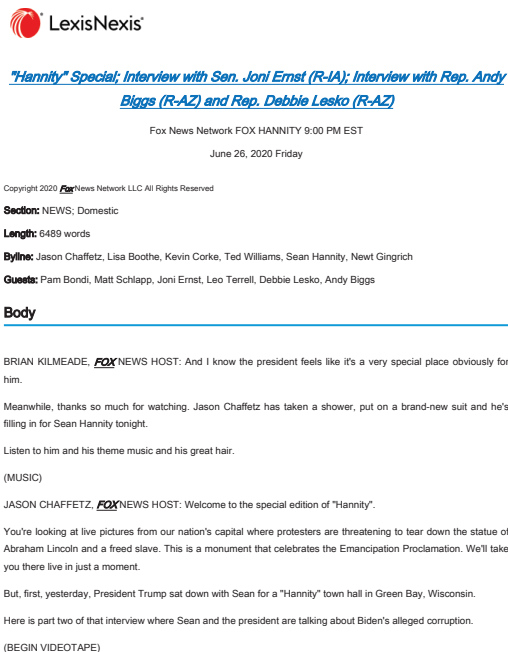 LexisNexis®
"Hannity" Special; Interview with Sen. Joni Ernst (R-IA); Interview with Rep. Andy
Biggs (R-AZ) and Rep. Debbie Lesko (R-AZ)
Fox News Network FOX HANNITY 9:00 PM EST
June 26, 2020 Friday
Copyright 2020 Fox News Network LLC All Rights Reserved
Section: NEWS; Domestic
Length: 6489 words
Byline: Jason Chaffetz, Lisa Boothe, Kevin Corke, Ted Williams, Sean Hannity, Newt Gingrich
Guests: Pam Bondi, Matt Schlapp, Joni Ernst, Leo Terrell, Debbie Lesko, Andy Biggs
Body
BRIAN KILMEADE, FOX NEWS HOST: And I know the president feels like it's a very special place obviously for
him.
Meanwhile, thanks so much for watching. Jason Chaffetz has taken a shower, put on a brand-new suit and he's
filling in for Sean Hannity tonight.
Listen to him and his theme music and his great hair.
(MUSIC)
JASON CHAFFETZ, FOX NEWS HOST: Welcome to the special edition of "Hannity".
You're looking at live pictures from our nation's capital where protesters are threatening to tear down the statue of
Abraham Lincoln and a freed slave. This is a monument that celebrates the Emancipation Proclamation. We'll take
you there live in just a moment.
But, first, yesterday, President Trump sat down with Sean for a "Hannity" town hall in Green Bay, Wisconsin.
Here is part two of that interview where Sean and the president are talking about Biden's alleged corruption.
(BEGIN VIDEOTAPE)